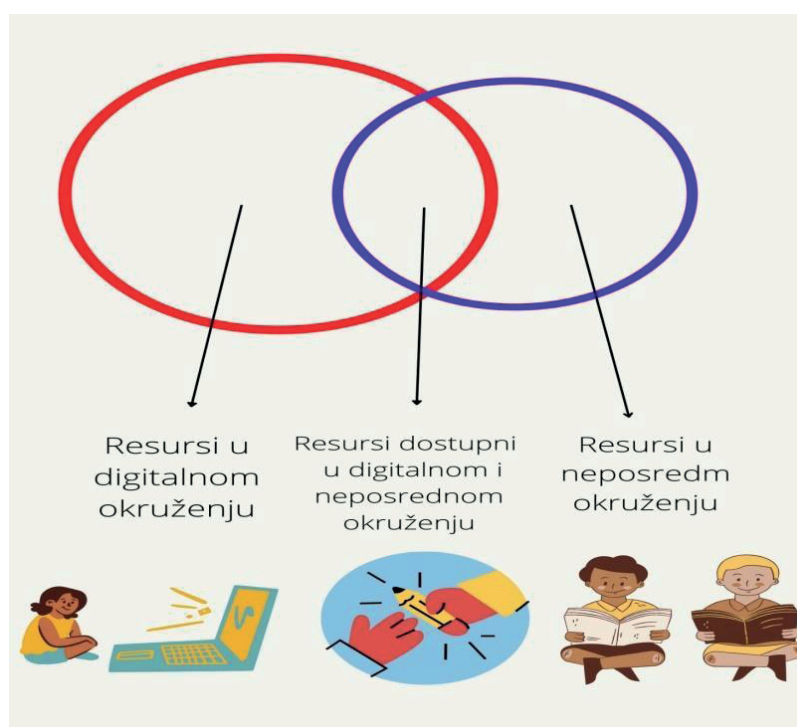 Resursi u
digitalnom
okruženju
Resursi dostupni
u digitalnom i
neposrednom
okruženju
Resursi u
neposredm
okruženju